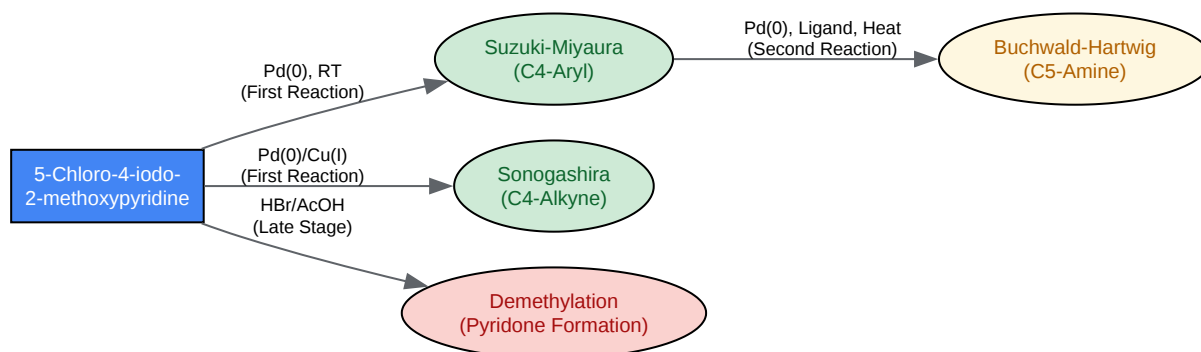 Suzuki-Miyaura
(C4-Aryl)
Pd(0), Ligand, Heat
(Second Reaction)
Buchwald-Hartwig
(C5-Amine)
Pd(0), RT
(First Reaction)
5-Chloro-4-iodo-
2-methoxypyridine
Pd(0)/Cu(I)
(First Reaction)
Sonogashira
(C4-Alkyne)
HBr/AcOH
(Late Stage)
Demethylation
(Pyridone Formation)